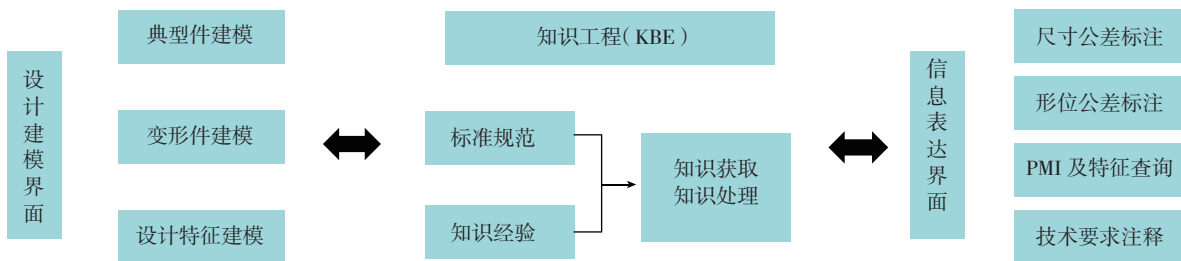 设计建模界面
典型件建模
变形件建模
设计特征建模
知识工程(KBE)
标准规范
知识经验
知识获取
知识处理
信息表达界面
尺寸公差标注
形位公差标注
PMI及特征查询
技术要求注释